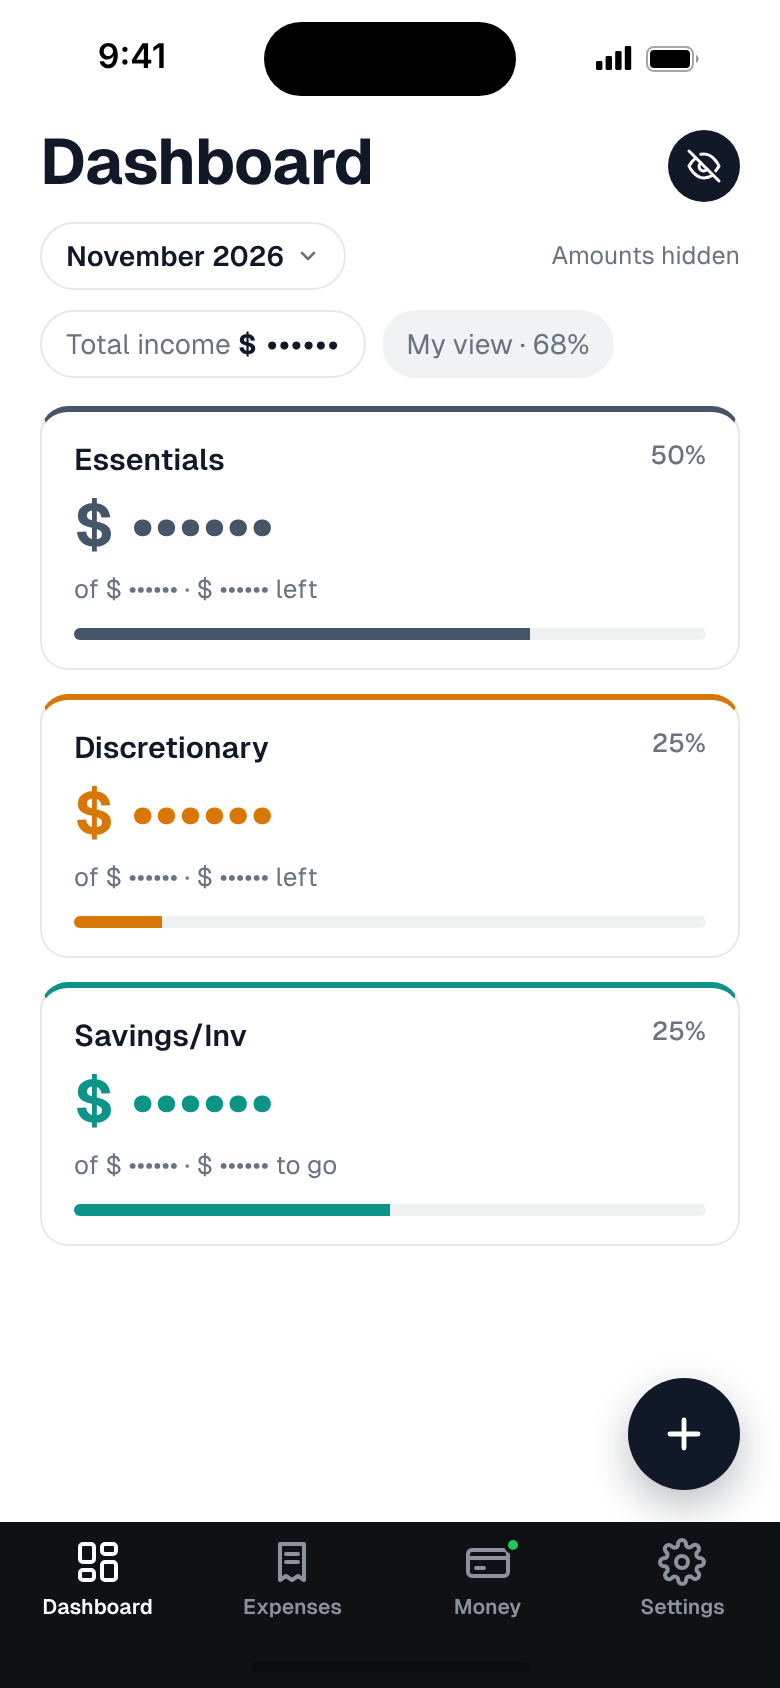 9:41
Dashboard
November 2026
Amounts hidden
Total income $ ••••••
My view · 68%
Essentials
50%
$ ••••••
of $ •••••• · $ •••••• left
Discretionary
25%
$ ••••••
of $ •••••• · $ •••••• left
Savings/Inv
25%
$ ••••••
of $ •••••• · $ •••••• to go
Dashboard
Expenses
Money
Settings